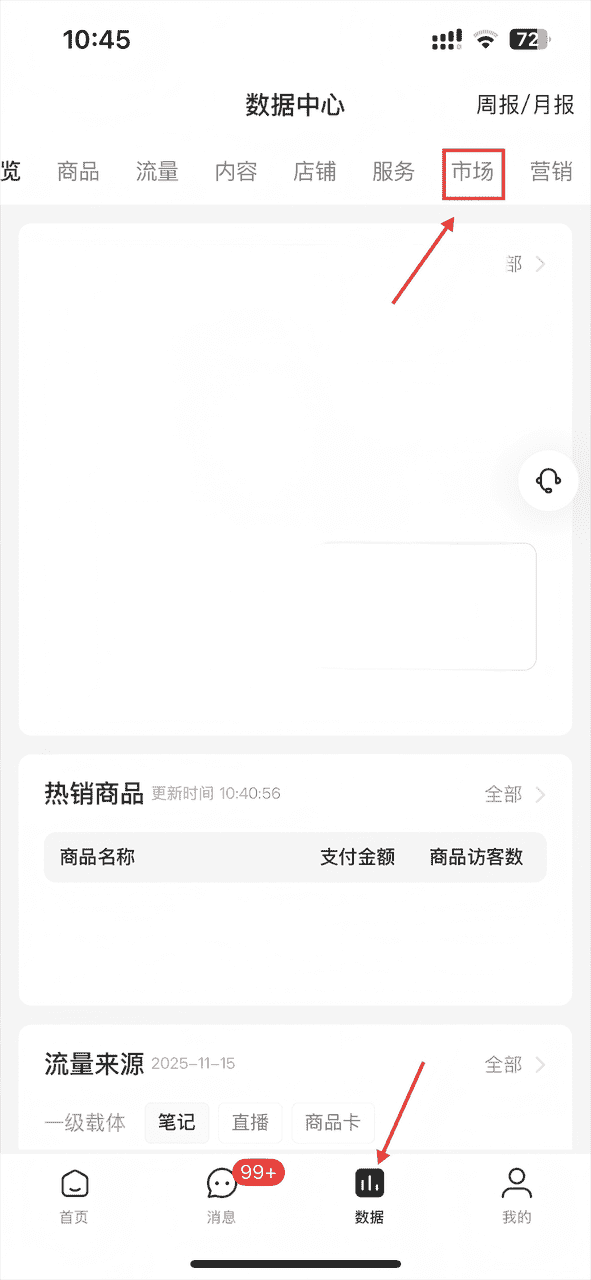 10:45 72
数据中心 周报/月报
览 商品 流量 内容 店铺 服务 市场 营销
部
热销商品 更新时间 10:40:56 全部
商品名称 支付金额 商品访客数
流量来源 2025-11-15 全部
一级载体 笔记 直播 商品卡
99+
首页 消息 数据 我的